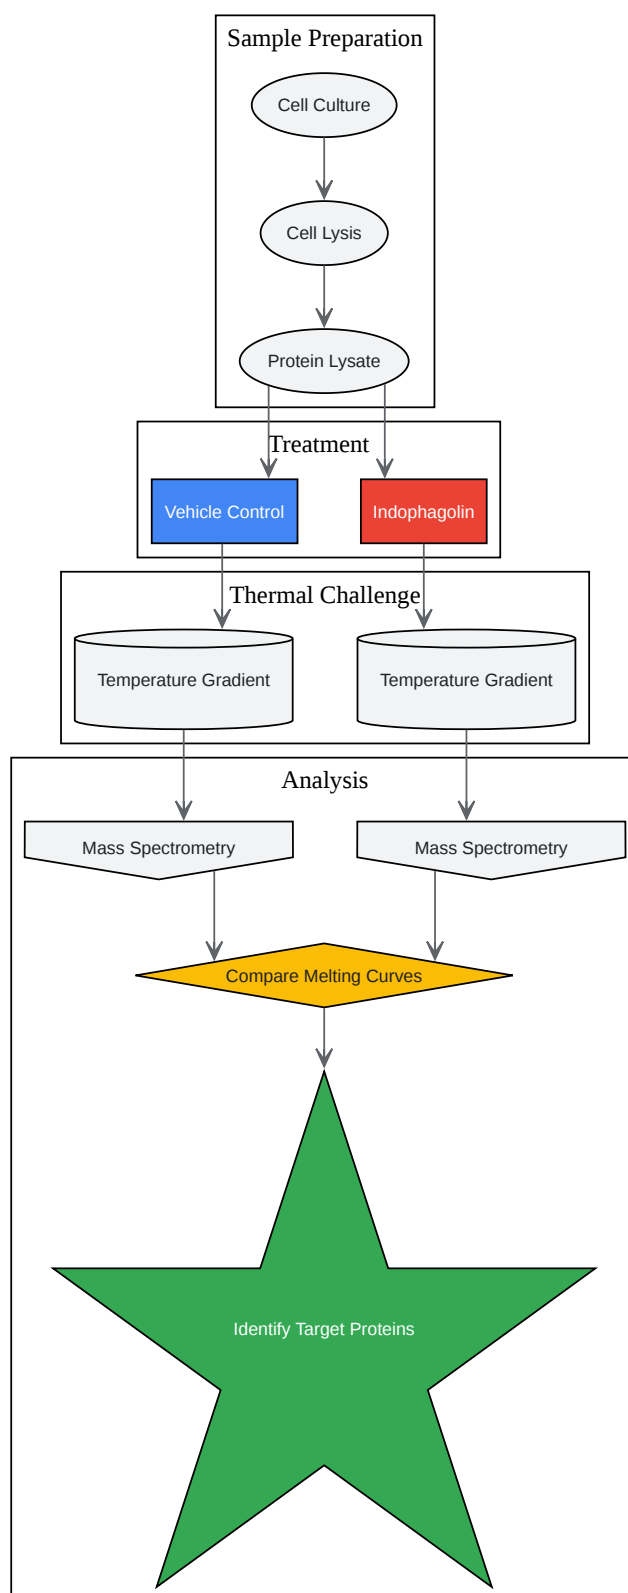 Sample Preparation
Cell Culture
Cell Lysis
Protein Lysate
Treatment
Vehicle Control
Indophagolin
Thermal Challenge
Temperature Gradient
Temperature Gradient
Analysis
Mass Spectrometry
Mass Spectrometry
Compare Melting Curves
Identify Target Proteins